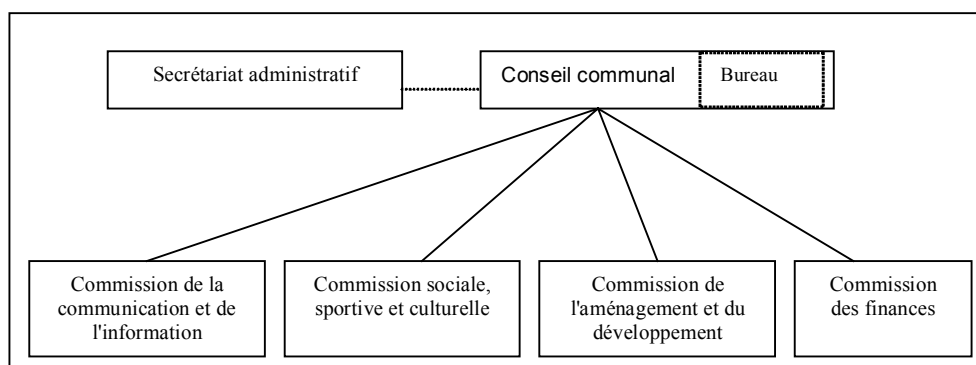 Secrétariat administratif
Conseil communal
Bureau
Commission de la
communication et de
l'information
Commission sociale,
sportive et culturelle
Commission de
l'aménagement et du
développement
Commission
des finances